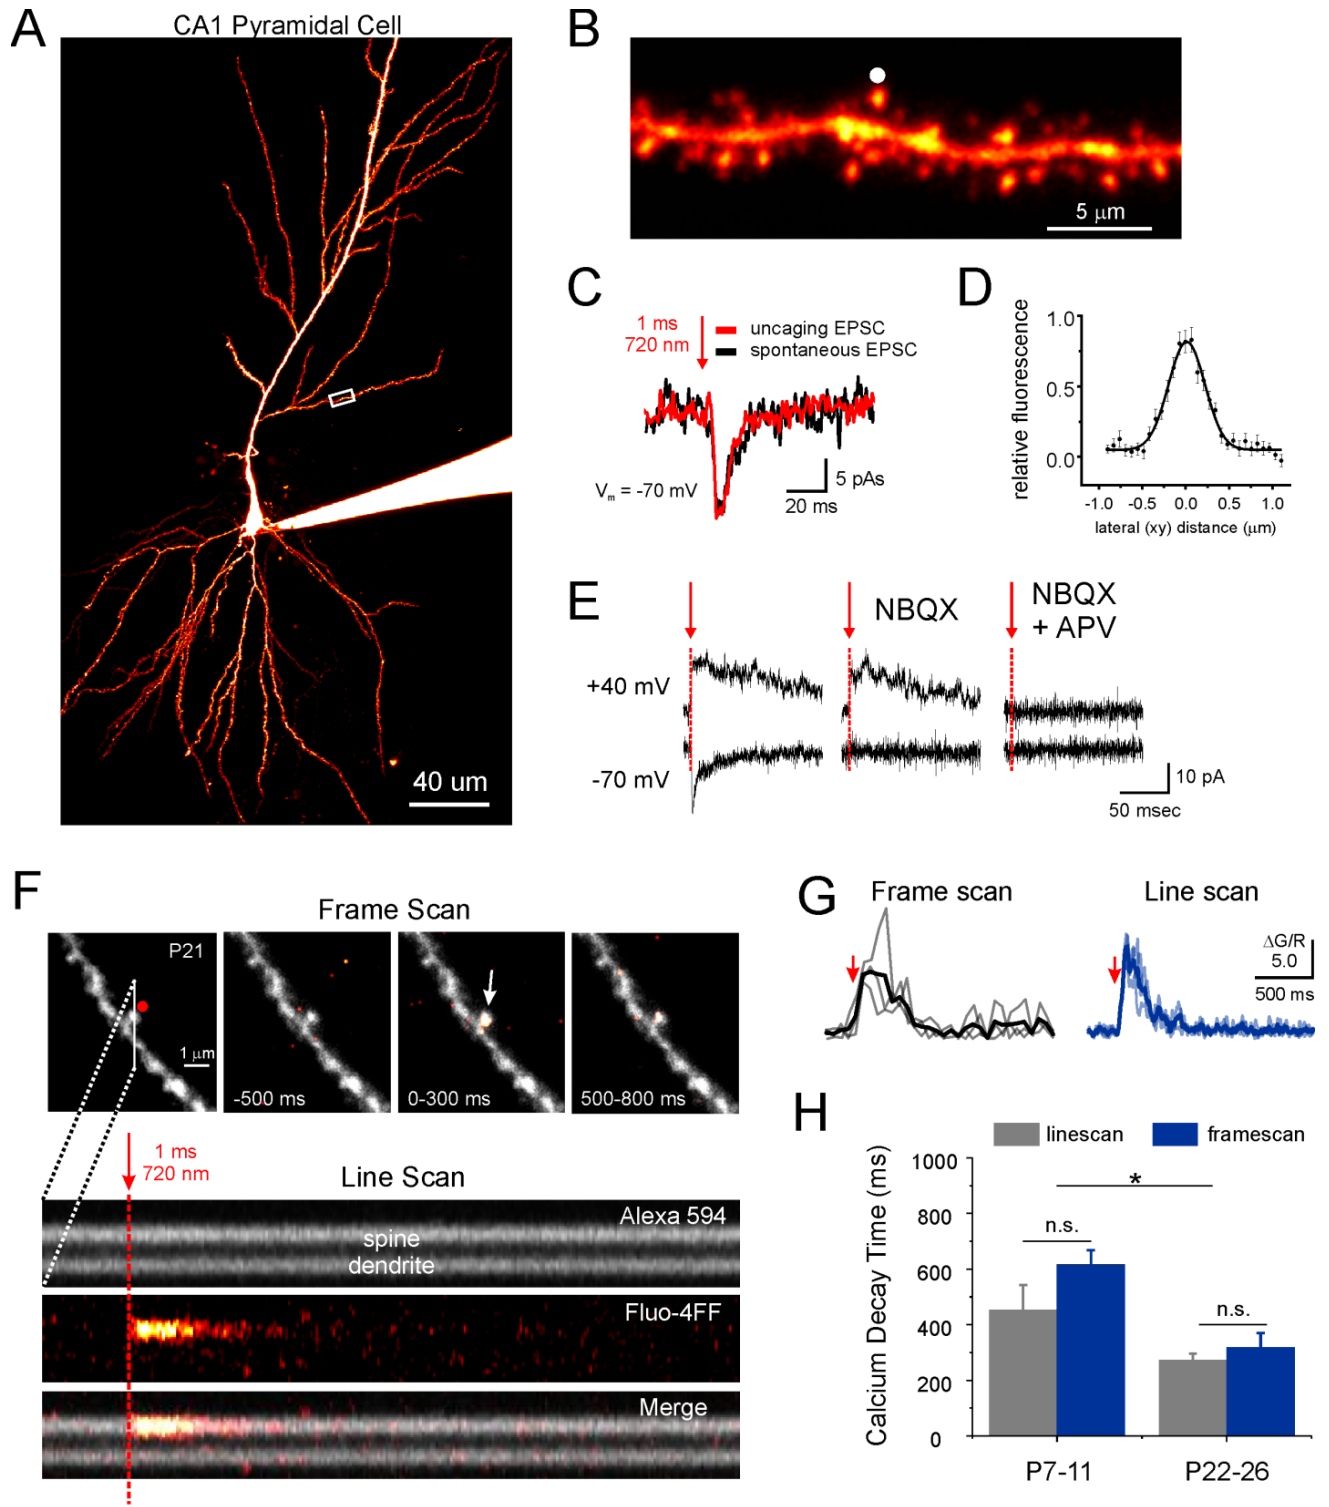 A
CA1 Pyramidal Cell
40 um
B
5 μm
C
1 ms
720 nm
uncaging EPSC
spontaneous EPSC
Vm = -70 mV
5 pAs
20 ms
D
relative fluorescence
1.0
0.5
0.0
-1.0 -0.5 0.0 0.5 1.0
lateral (xy) distance (μm)
E
NBQX
NBQX
+ APV
+40 mV
-70 mV
10 pA
50 msec
F
Frame Scan
P21
1 μm
-500 ms
0-300 ms
500-800 ms
1 ms
720 nm
Line Scan
Alexa 594
spine
dendrite
Fluo-4FF
Merge
G
Frame scan
Line scan
ΔG/R
5.0
500 ms
H
linescan
framescan
Calcium Decay Time (ms)
1000
800
600
400
200
0
*
n.s.
n.s.
P7-11
P22-26